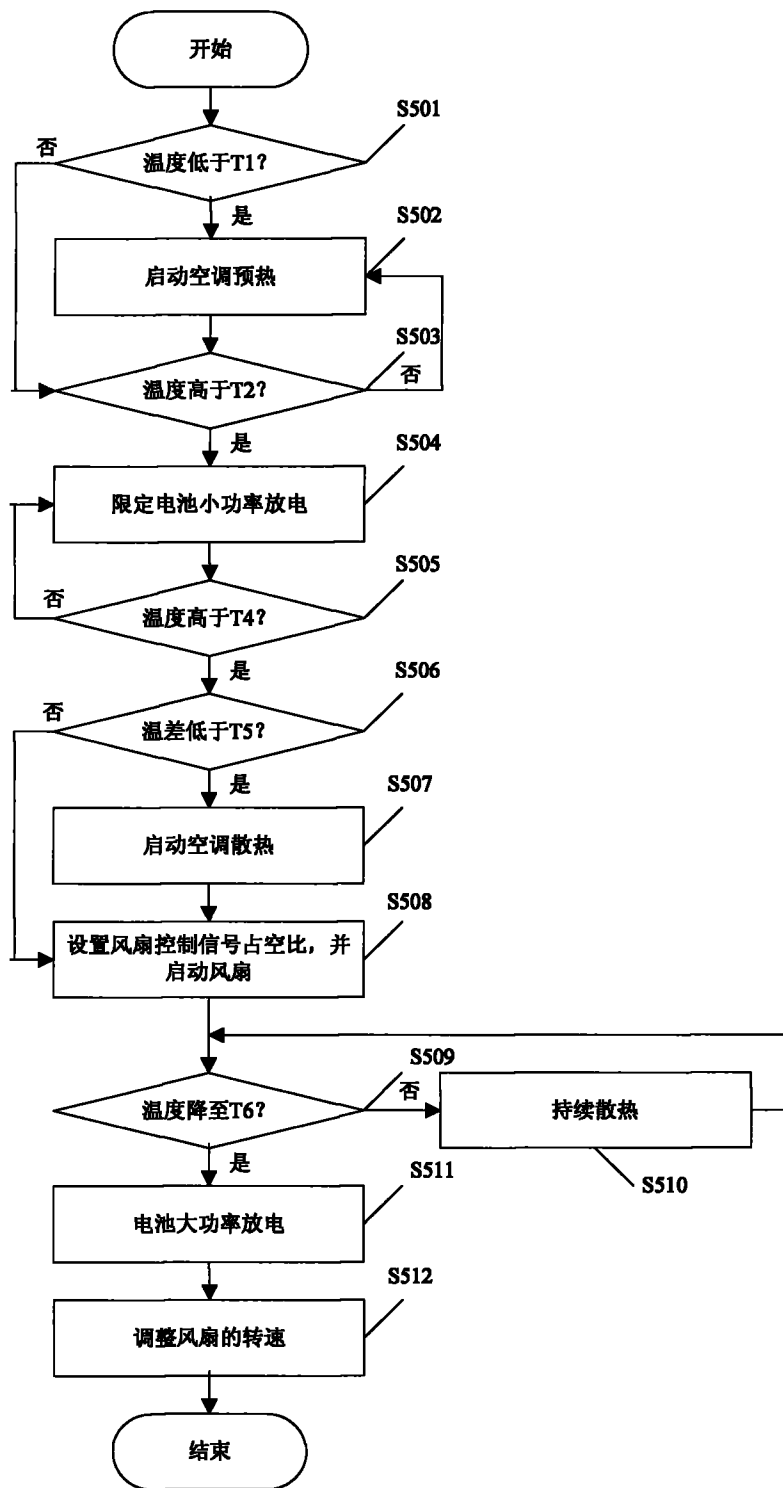 开始
S501
否
温度低于T1?
是
S502
启动空调预热
S503
温度高于T2?
否
是
S504
限定电池小功率放电
S505
否
温度高于T4?
是
S506
否
温差低于T5?
是
S507
启动空调散热
S508
设置风扇控制信号占空比，并
启动风扇
S509
温度降至T6?
否
持续散热
是
S510
S511
电池大功率放电
S512
调整风扇的转速
结束